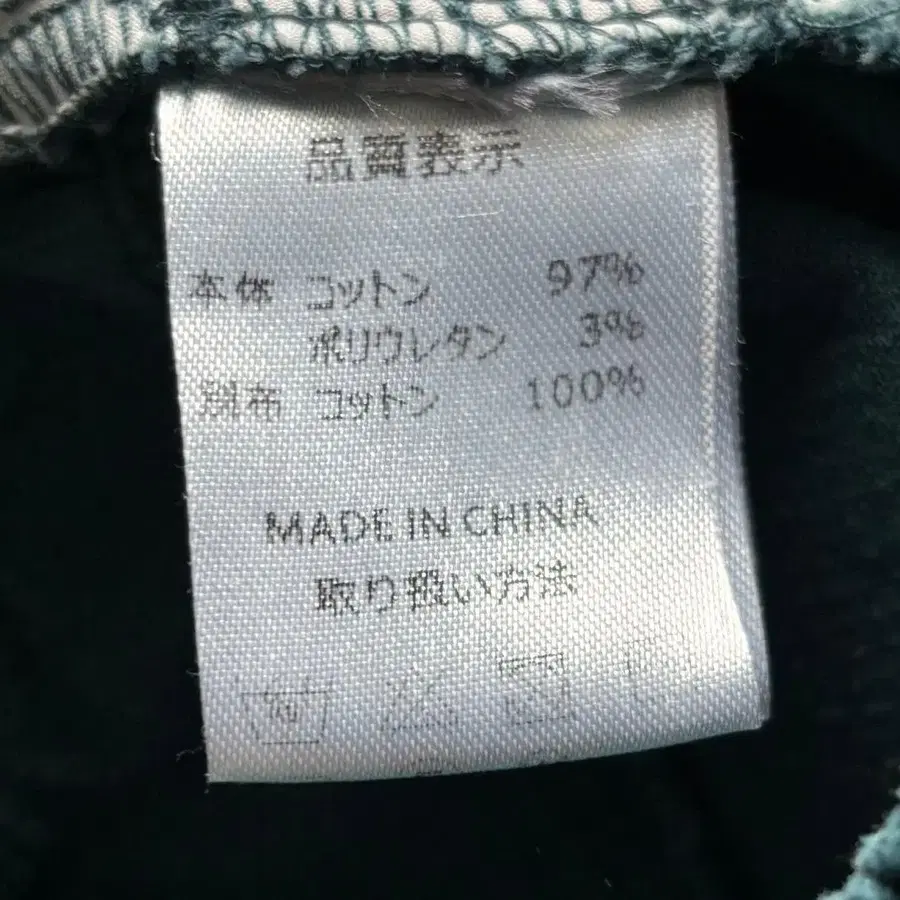 品質表示
本体 コットン 97%
ポリウレタン 3%
別布 コットン 100%
MADE IN CHINA
取り扱い方法